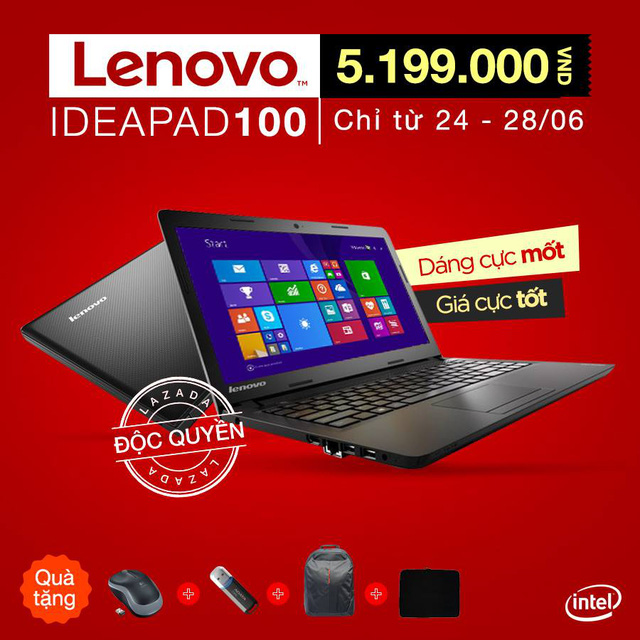 Lenovo™
5.199.000 VND
IDEAPAD100
Chỉ từ 24 - 28/06
Start
Dáng cực mốt
Giá cực tốt
lenovo
lenovo
LAZADA
ĐỘC QUYỀN
LAZADA
Quà
tặng
intel